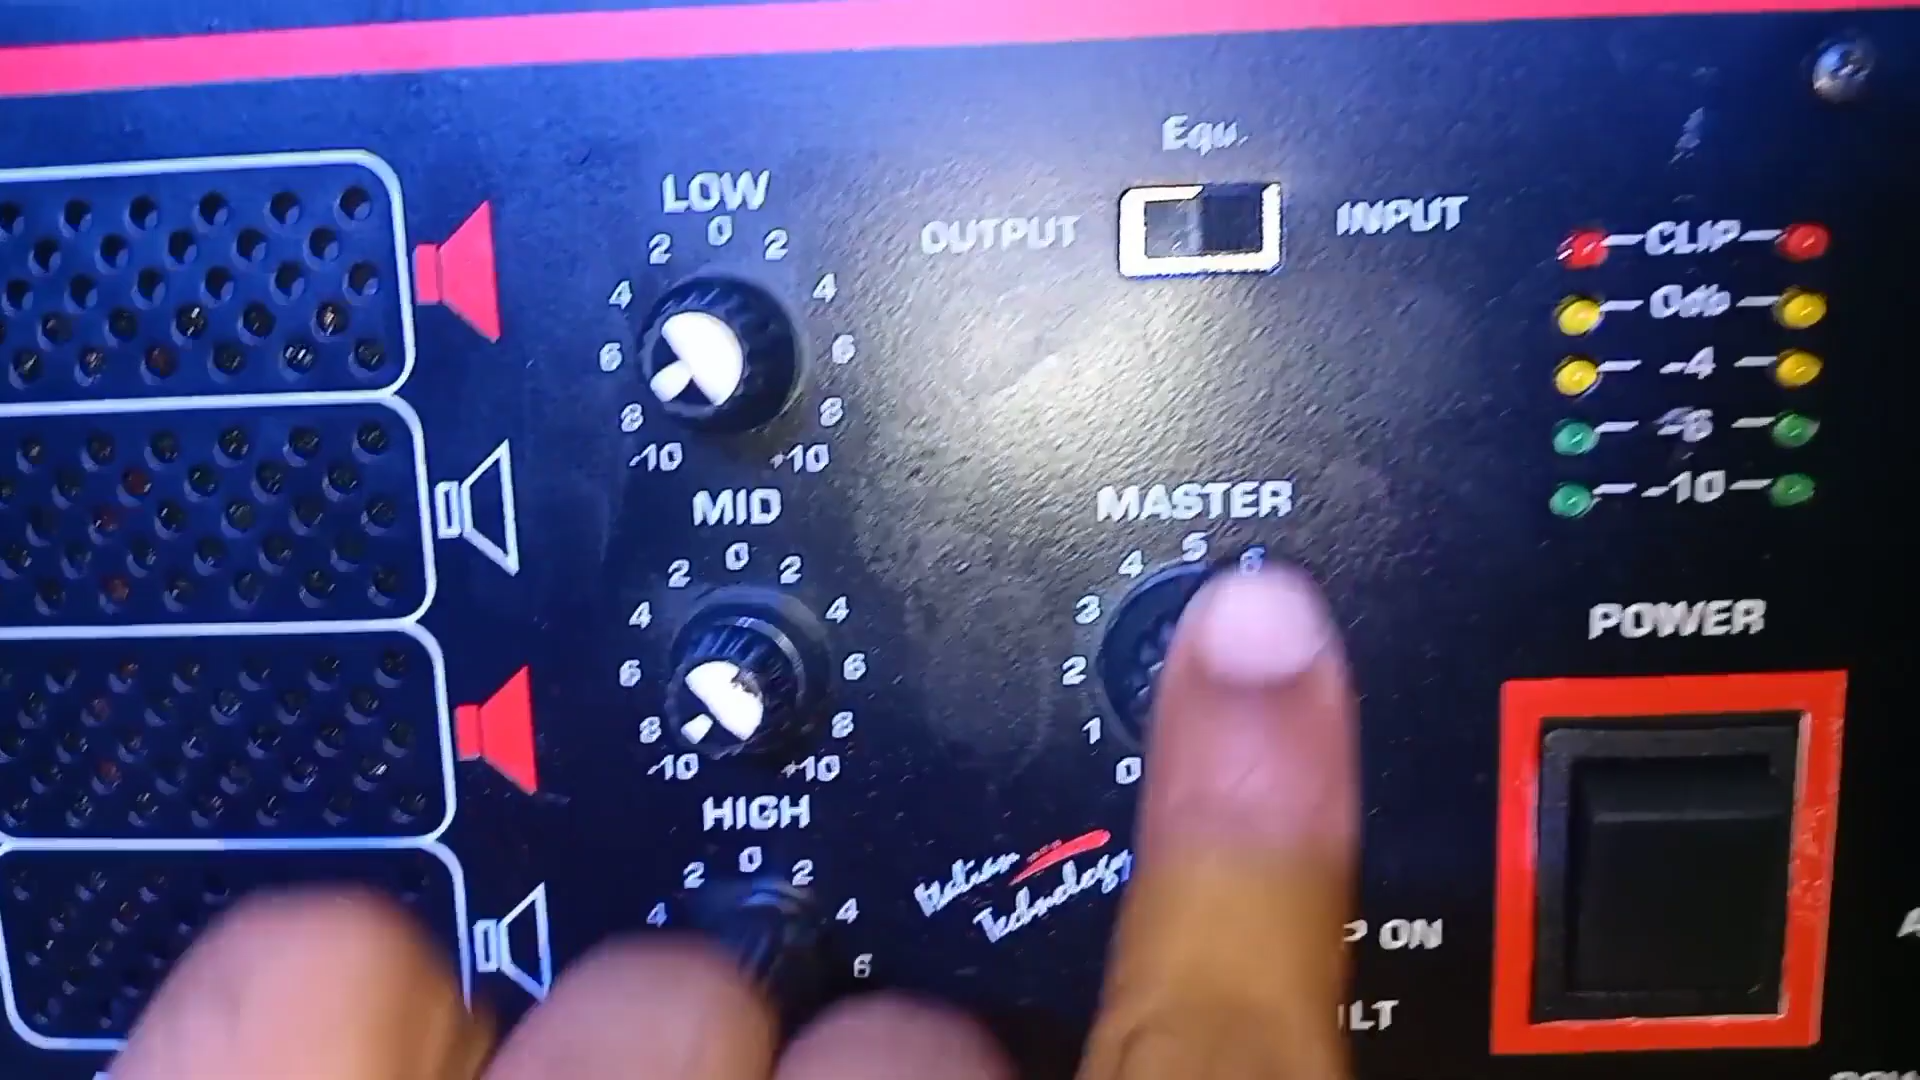 Equ.
OUTPUT
INPUT
LOW
2 0 2
4 4
6 6
8 8
-10 +10
CLIP
0db
-4
-6
-10
MID
2 0 2
4 4
6 6
8 8
-10 +10
MASTER
4 5 6
3
2
1
0
POWER
HIGH
2 0 2
4 4
6
Technology
ON